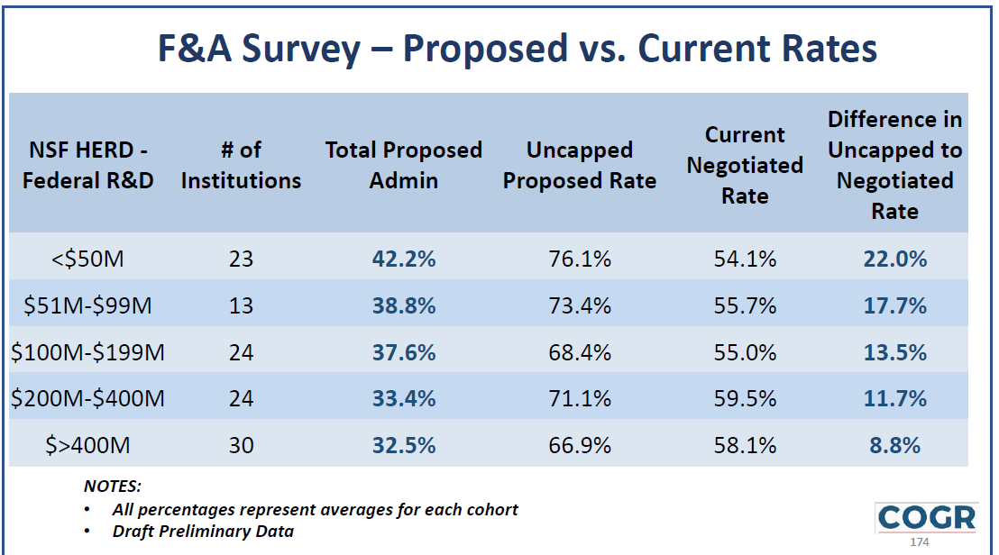 F&A Survey – Proposed vs. Current Rates
NSF HERD - Federal R&D | # of Institutions | Total Proposed Admin | Uncapped Proposed Rate | Current Negotiated Rate | Difference in Uncapped to Negotiated Rate
<$50M 23 42.2% 76.1% 54.1% 22.0%
$51M-$99M 13 38.8% 73.4% 55.7% 17.7%
$100M-$199M 24 37.6% 68.4% 55.0% 13.5%
$200M-$400M 24 33.4% 71.1% 59.5% 11.7%
$>400M 30 32.5% 66.9% 58.1% 8.8%
NOTES:
• All percentages represent averages for each cohort
• Draft Preliminary Data
COGR
174